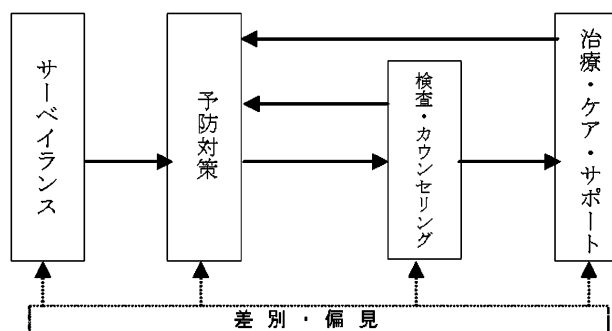 サーベイランス
予防対策
検査・カウンセリング
治療・ケア・サポート
差別・偏見